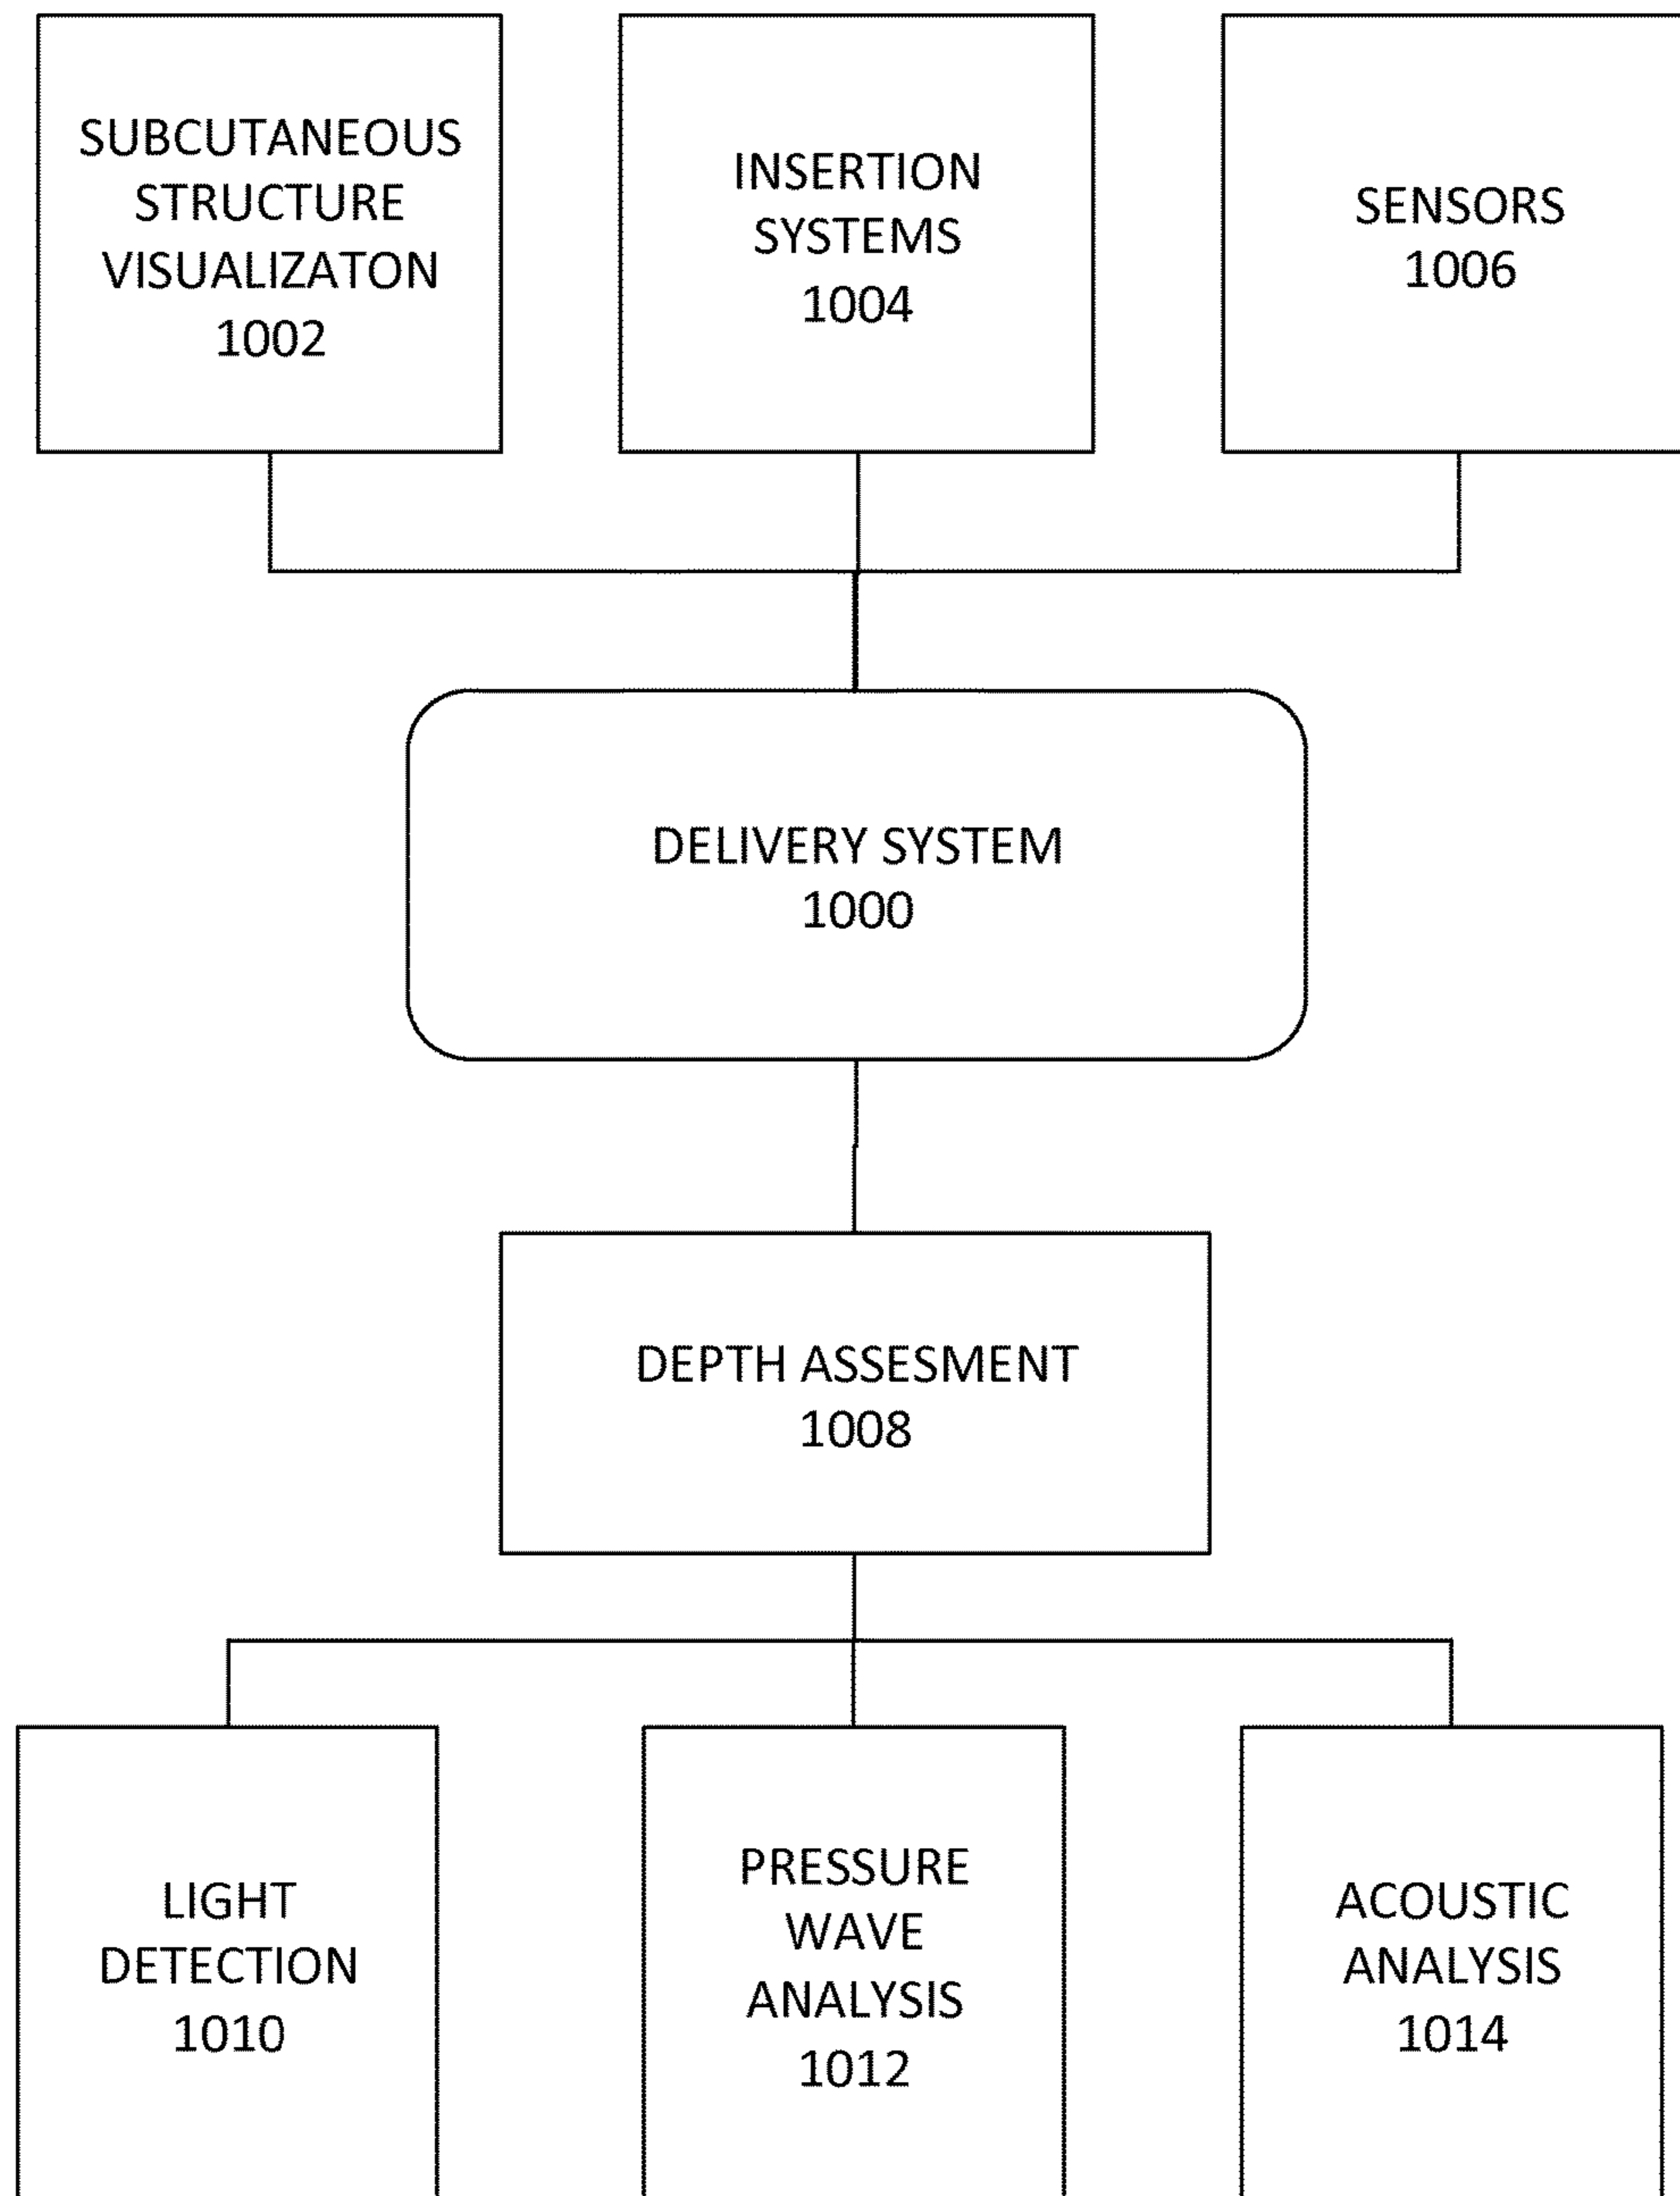 SUBCUTANEOUS
STRUCTURE
VISUALIZATON
1002
INSERTION
SYSTEMS
1004
SENSORS
1006
DELIVERY SYSTEM
1000
DEPTH ASSESMENT
1008
LIGHT
DETECTION
1010
PRESSURE
WAVE
ANALYSIS
1012
ACOUSTIC
ANALYSIS
1014